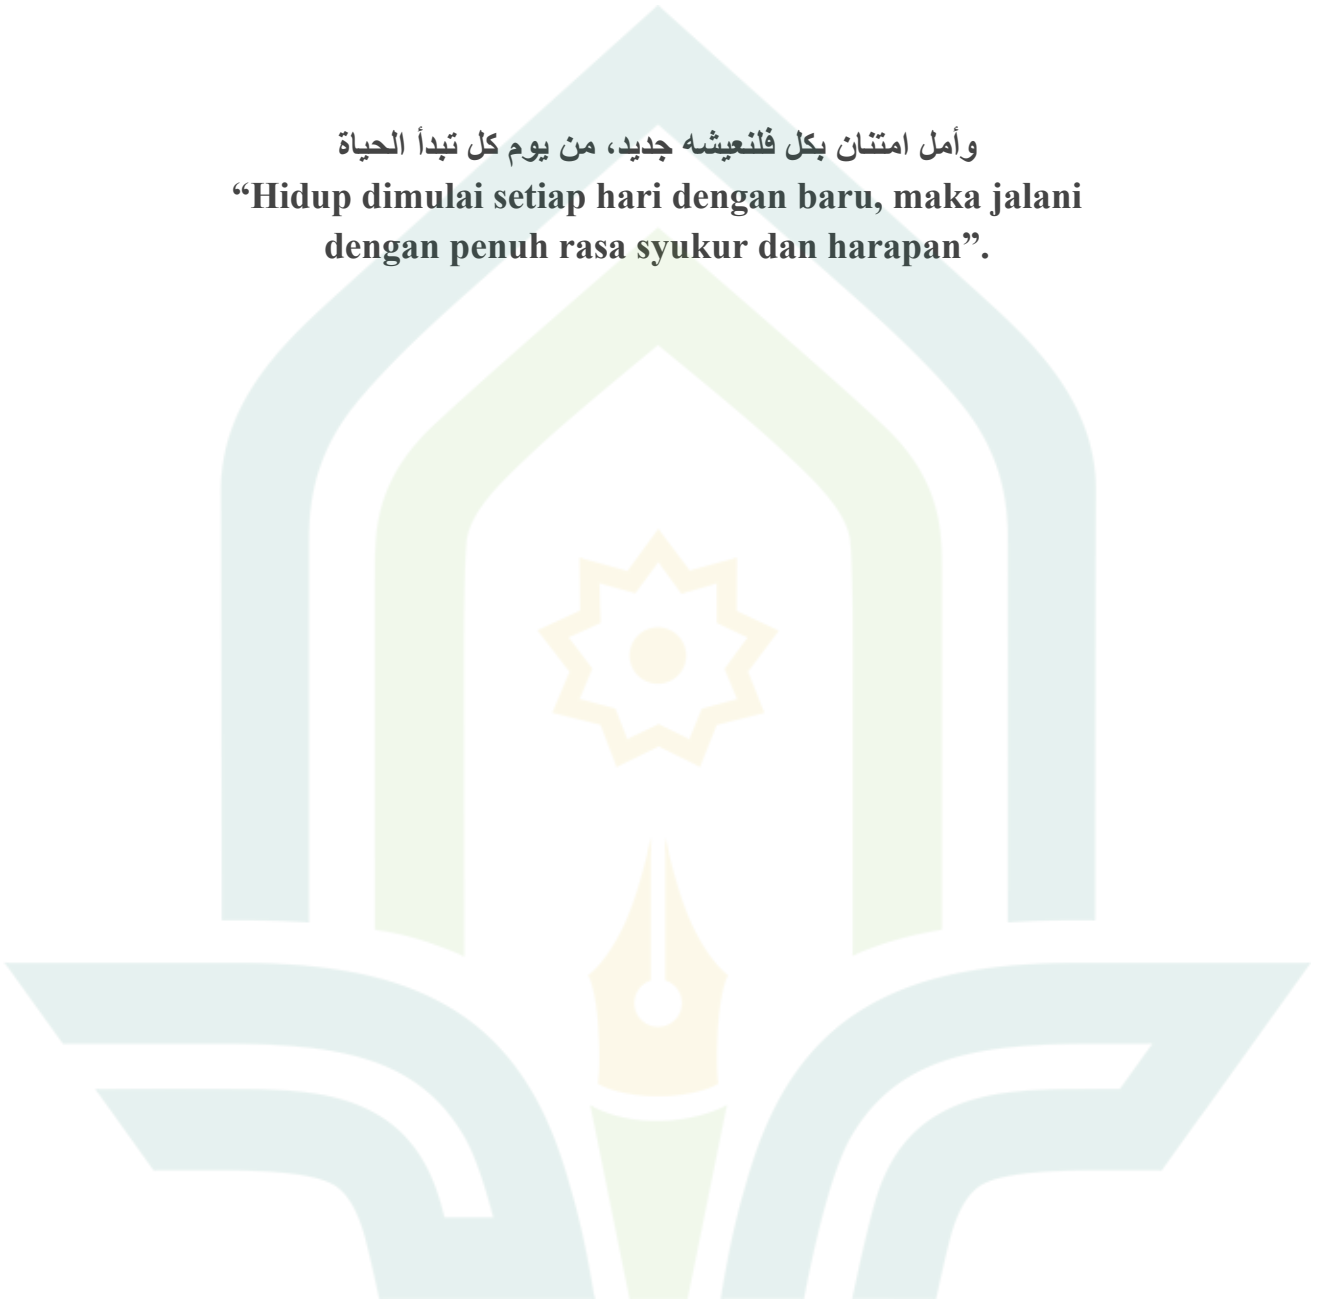 وأمل امتنان بكل فلنعيشه جديد، من يوم كل تبدأ الحياة
“Hidup dimulai setiap hari dengan baru, maka jalani
dengan penuh rasa syukur dan harapan”.